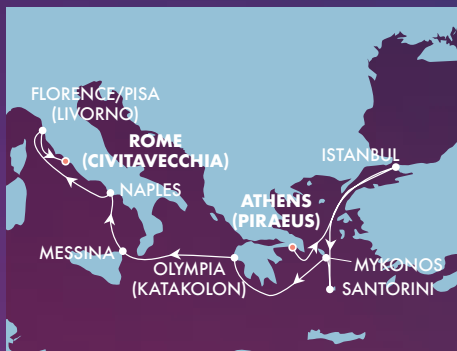 FLORENCE/PISA
(LIVORNO)
ROME
(CIVITAVECCHIA)
ISTANBUL
NAPLES
ATHENS
(PIRAEUS)
MESSINA
OLYMPIA
(KATAKOLON)
MYKONOS
SANTORINI